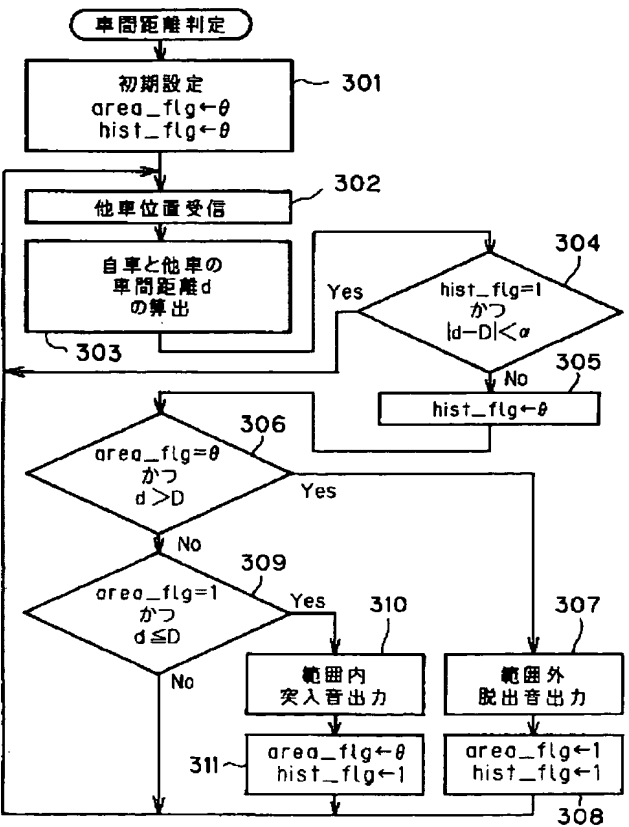 車間距離判定
初期設定
area_flg←θ
hist_flg←θ
301
302
他車位置受信
自車と他車の
車間距離d
の算出
303
304
hist_flg=1
かつ
|d-D|<α
Yes
No
305
hist_flg←θ
306
area_flg=θ
かつ
d>D
Yes
No
309
area_flg=1
かつ
d≦D
Yes
No
310
範囲内
突入音出力
307
範囲外
脱出音出力
311
area_flg←θ
hist_flg←1
area_flg←1
hist_flg←1
308